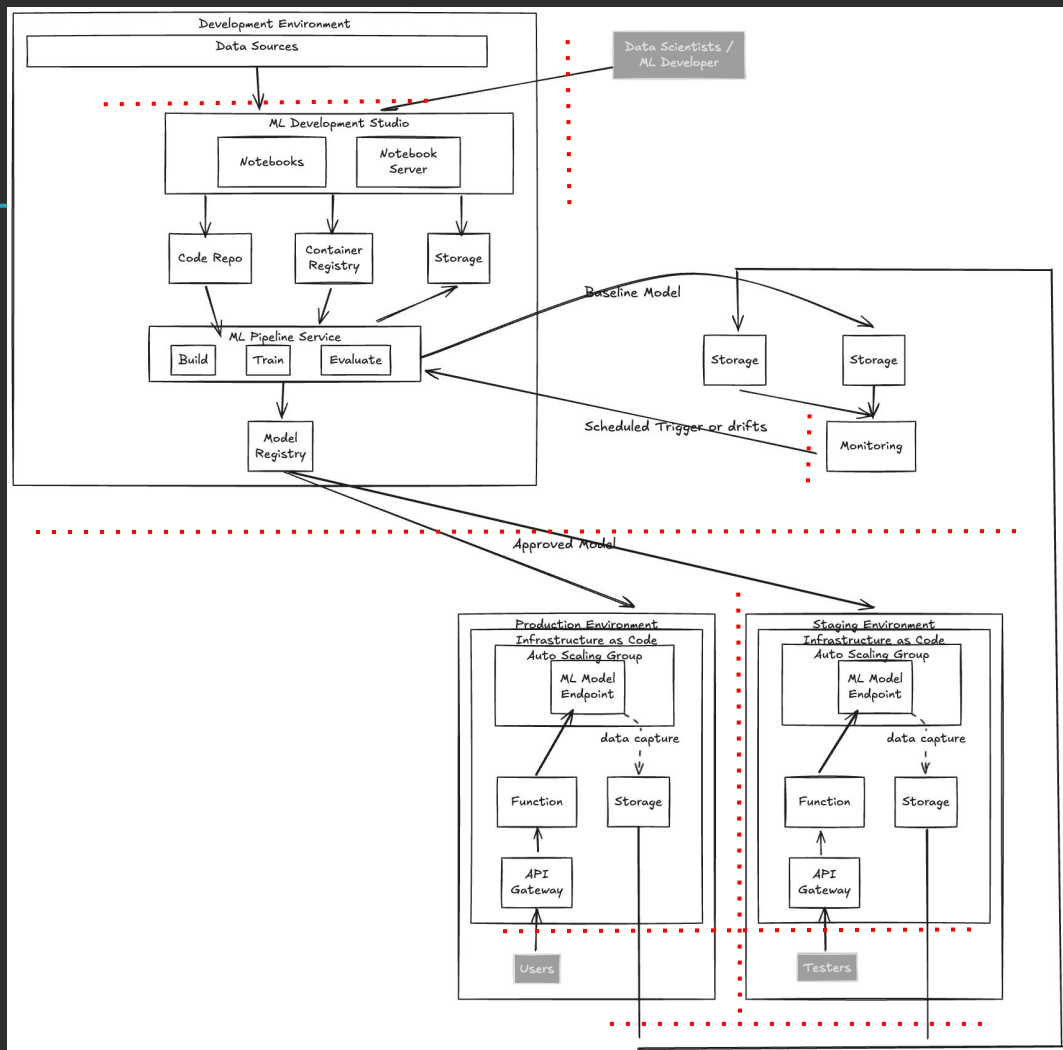 Development Environment
Data Sources
Data Scientists /
ML Developer
ML Development Studio
Notebooks
Notebook
Server
Code Repo
Container
Registry
Storage
Baseline Model
ML Pipeline Service
Build
Train
Evaluate
Storage
Storage
Scheduled Trigger or drifts
Monitoring
Model
Registry
Approved Model
Production Environment
Infrastructure as Code
Auto Scaling Group
ML Model
Endpoint
data capture
Function
Storage
API
Gateway
Users
Staging Environment
Infrastructure as Code
Auto Scaling Group
ML Model
Endpoint
data capture
Function
Storage
API
Gateway
Testers